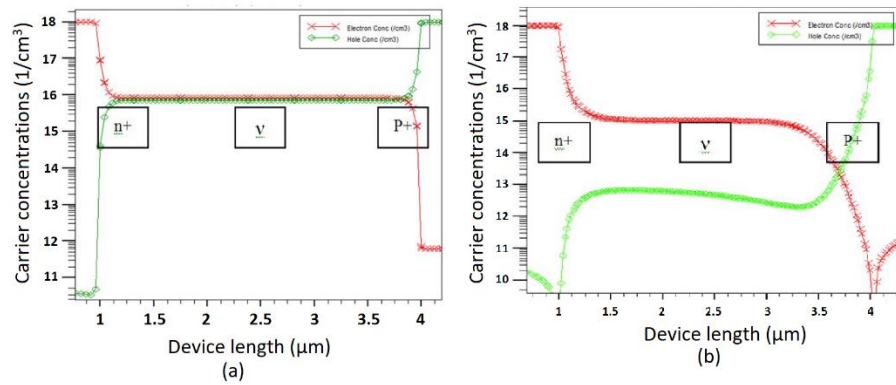 Electron Conc (/cm3)
Hole Conc (/cm3)
Carrier concentrations (1/cm³)
18
17
16
15
14
13
12
11
n+
ν
P+
1
1.5
2
2.5
3
3.5
4
Device length (μm)
(a)
Electron Conc (/cm3)
Hole Conc (/cm3)
Carrier concentrations (1/cm³)
18
17
16
15
14
13
12
11
10
n+
ν
P+
1
1.5
2
2.5
3
3.5
4
Device length (μm)
(b)